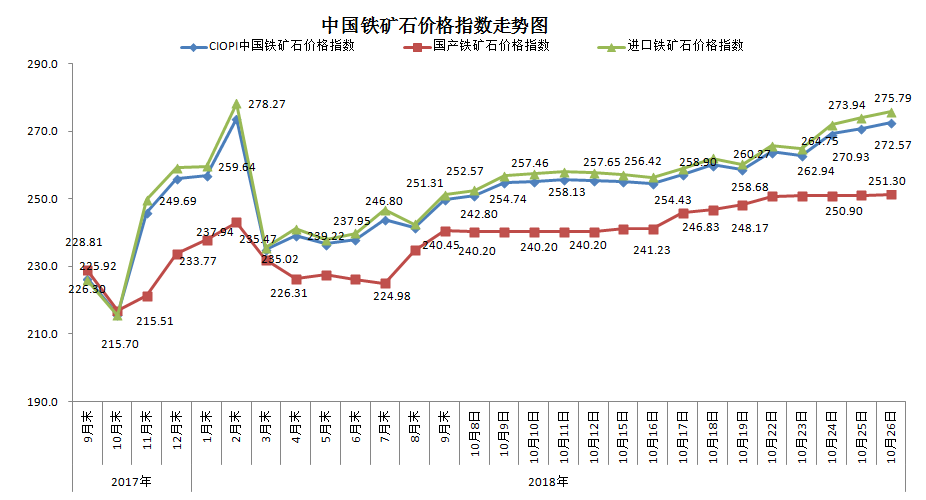 中国铁矿石价格指数走势图
CIOPI中国铁矿石价格指数 国产铁矿石价格指数 进口铁矿石价格指数
290.0
270.0
250.0
230.0
210.0
190.0
228.81
225.92
226.30
215.70
215.51
249.69
233.77
237.94
259.64
278.27
235.47
235.02
226.31
239.22
237.95
246.80
224.98
251.31
240.45
252.57
242.80
240.20
257.46
254.74
240.20
258.13
257.65
240.20
256.42
241.23
254.43
258.90
246.83
260.27
258.68
248.17
264.75
262.94
273.94
270.93
250.90
275.79
272.57
251.30
9月末
10月末
11月末
12月末
1月末
2月末
3月末
4月末
5月末
6月末
7月末
8月末
9月末
10月8日
10月9日
10月10日
10月11日
10月12日
10月15日
10月16日
10月17日
10月18日
10月19日
10月22日
10月23日
10月24日
10月25日
10月26日
2017年 2018年